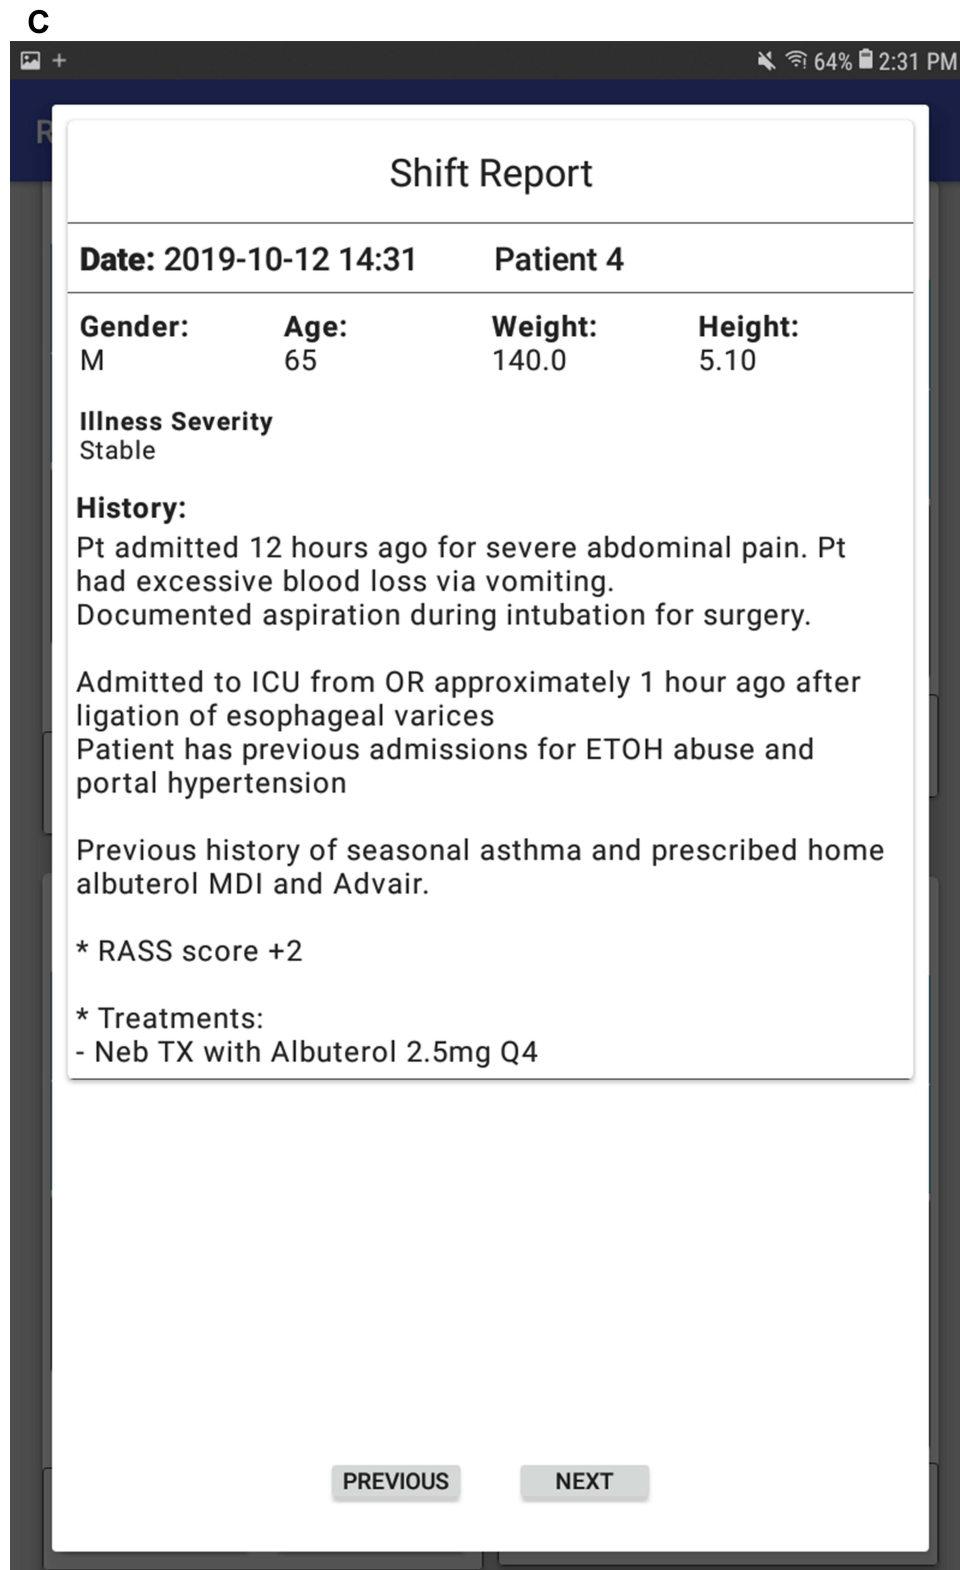 C
64% 2:31 PM
R
Shift Report
Date: 2019-10-12 14:31 Patient 4
Gender: Age: Weight: Height:
M 65 140.0 5.10
Illness Severity
Stable
History:
Pt admitted 12 hours ago for severe abdominal pain. Pt
had excessive blood loss via vomiting.
Documented aspiration during intubation for surgery.
Admitted to ICU from OR approximately 1 hour ago after
ligation of esophageal varices
Patient has previous admissions for ETOH abuse and
portal hypertension
Previous history of seasonal asthma and prescribed home
albuterol MDI and Advair.
* RASS score +2
* Treatments:
- Neb TX with Albuterol 2.5mg Q4
PREVIOUS NEXT